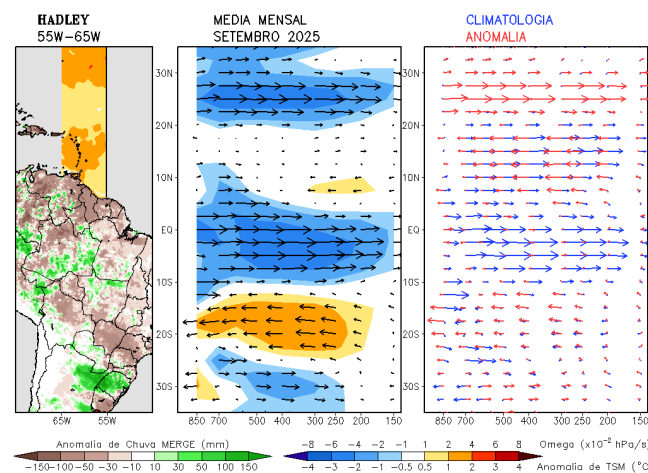 HADLEY
55W-65W
MEDIA MENSAL
SETEMBRO 2025
CLIMATOLOGIA
ANOMALIA
30N
20N
10N
EQ
10S
20S
30S
30N
20N
10N
EQ
10S
20S
30S
65W 55W
850 700 500 400 300 250 200 150
850 700 500 400 300 250 200 150
Anomalia de Chuva MERGE (mm)
-150 -100 -50 -30 -10 10 30 50 100 150
-8 -6 -4 -2 -1 1 2 4 6 8 Omega (x10⁻² hPa/s)
-4 -3 -2 -1 -0.5 0.5 1 2 3 4 Anomalia de TSM (°C)